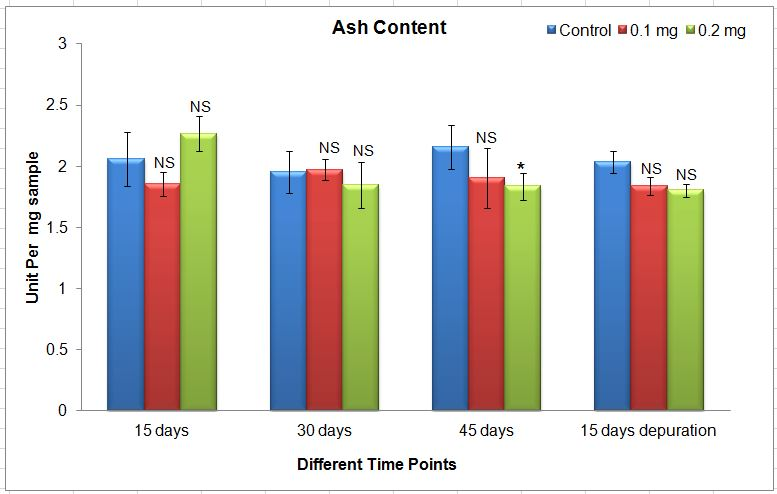 Ash Content
Control 0.1 mg 0.2 mg
3
2.5
2
1.5
1
0.5
0
Unit Per mg sample
NS NS
NS NS
NS *
NS NS
15 days 30 days 45 days 15 days depuration
Different Time Points